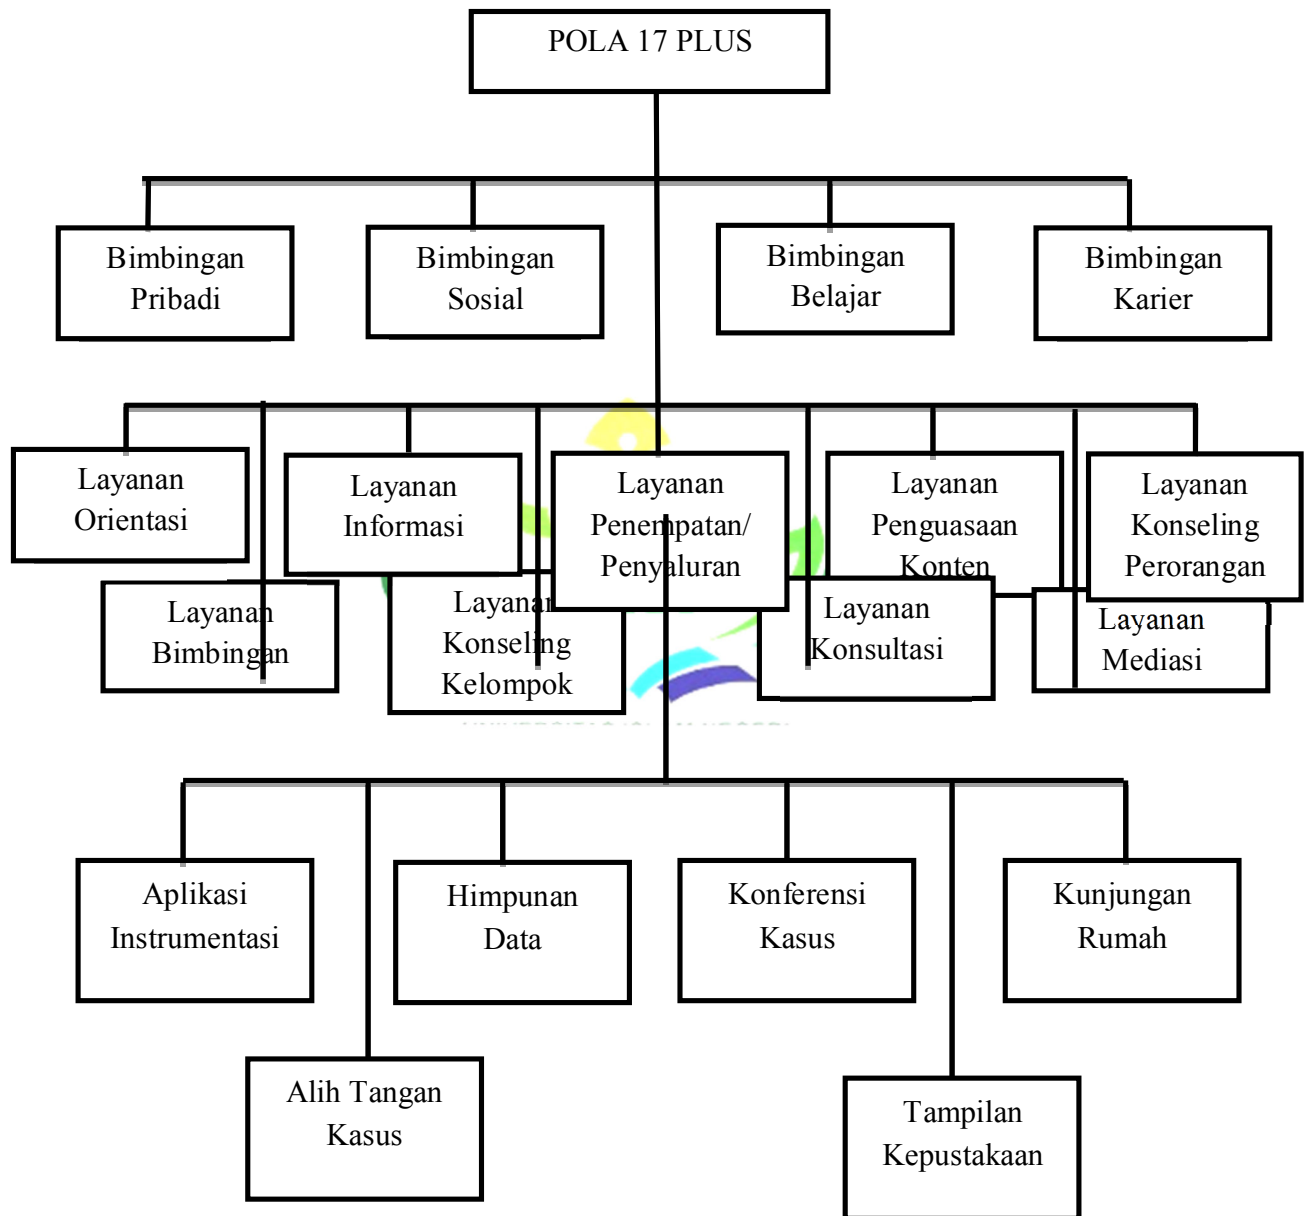 POLA 17 PLUS
Bimbingan
Pribadi
Bimbingan
Sosial
Bimbingan
Belajar
Bimbingan
Karier
Layanan
Orientasi
Layanan
Informasi
Layanan
Penempatan/
Penyaluran
Layanan
Penguasaan
Konten
Layanan
Konseling
Perorangan
Layanan
Bimbingan
Layanan
Konseling
Kelompok
Layanan
Konsultasi
Layanan
Mediasi
Aplikasi
Instrumentasi
Himpunan
Data
Konferensi
Kasus
Kunjungan
Rumah
Alih Tangan
Kasus
Tampilan
Kepustakaan